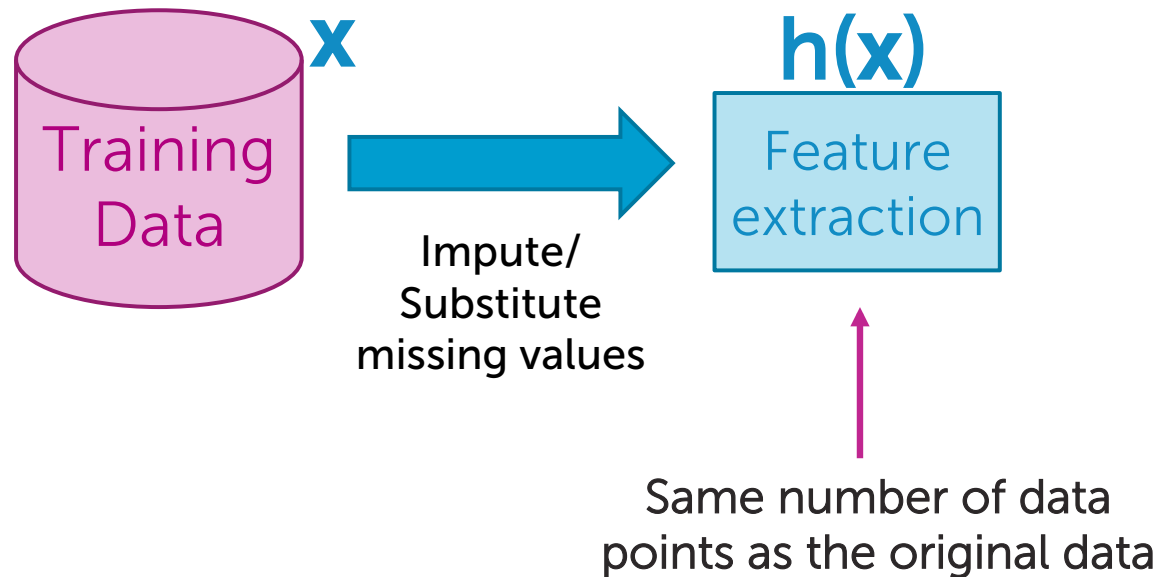 x
h(x)
Training
Data
Feature
extraction
Impute/
Substitute
missing values
Same number of data
points as the original data